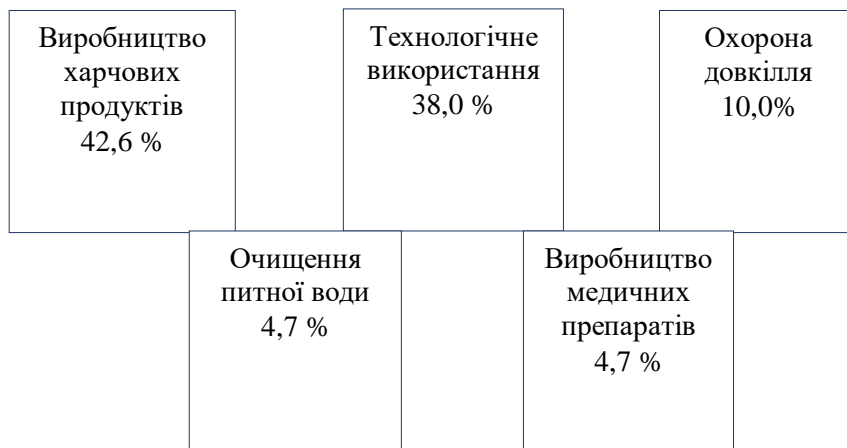 Виробництво
харчових
продуктів
42,6 %
Технологічне
використання
38,0 %
Охорона
довкілля
10,0%
Очищення
питної води
4,7 %
Виробництво
медичних
препаратів
4,7 %